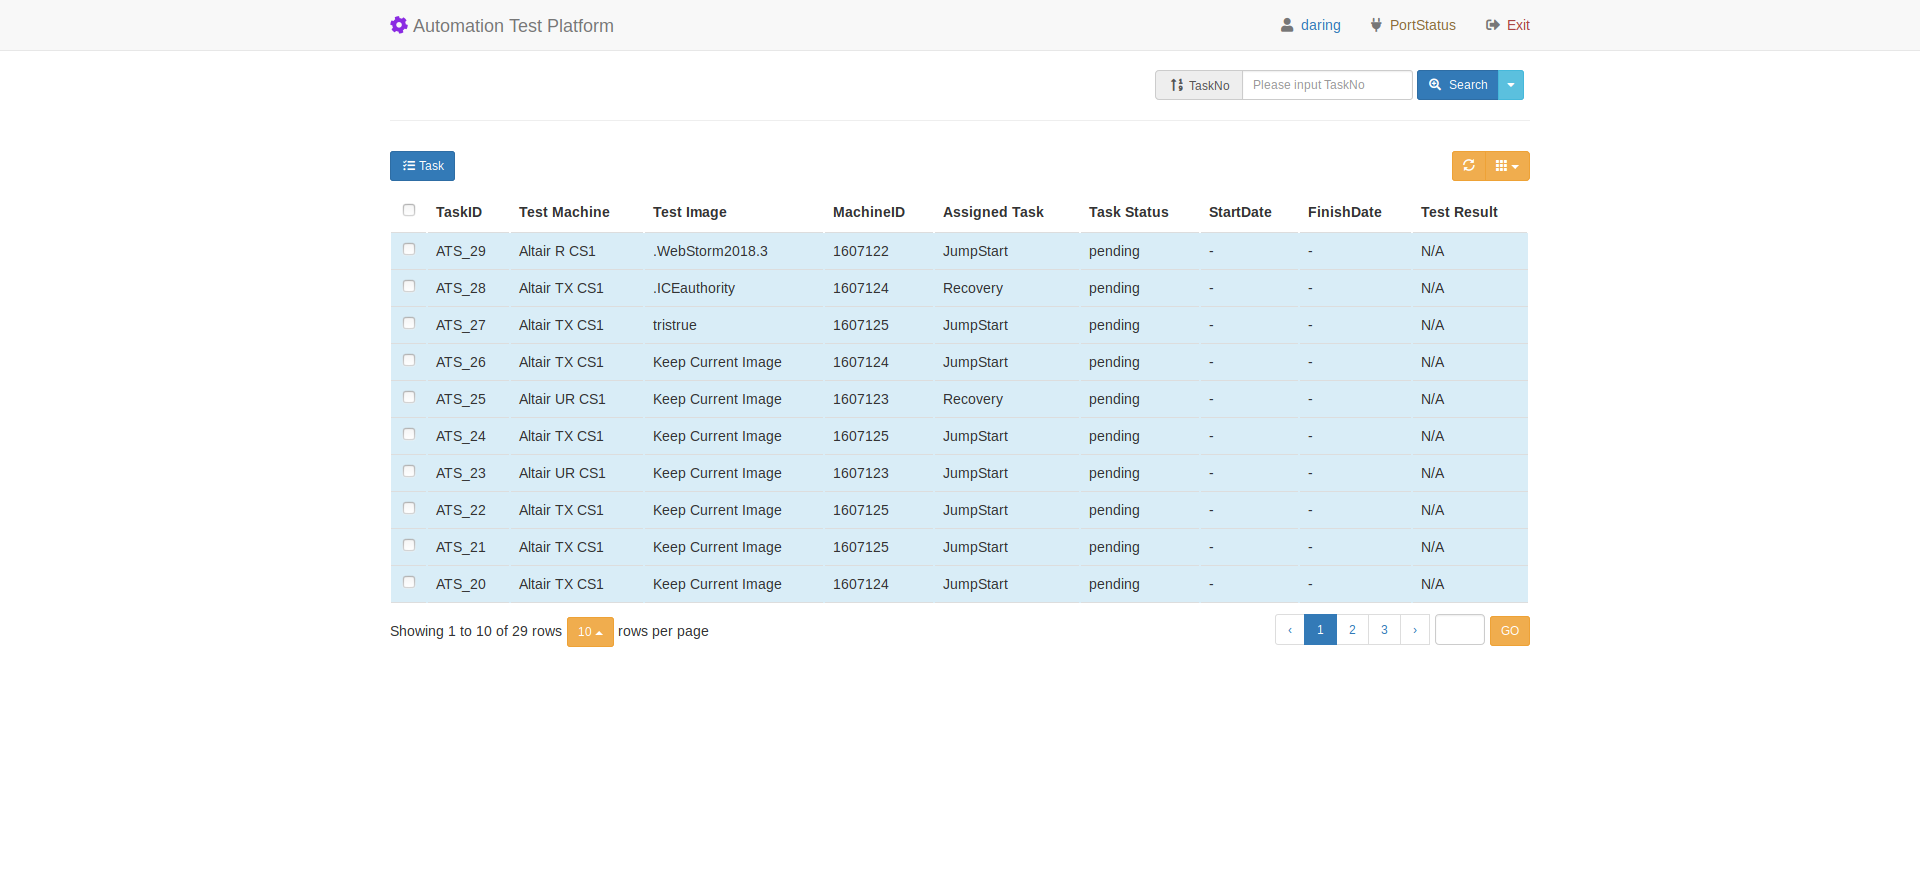 Automation Test Platform daring PortStatus Exit
TaskNo Please input TaskNo Search
Task
TaskID Test Machine Test Image MachineID Assigned Task Task Status StartDate FinishDate Test Result
ATS_29 Altair R CS1 .WebStorm2018.3 1607122 JumpStart pending - - N/A
ATS_28 Altair TX CS1 .ICEauthority 1607124 Recovery pending - - N/A
ATS_27 Altair TX CS1 tristrue 1607125 JumpStart pending - - N/A
ATS_26 Altair TX CS1 Keep Current Image 1607124 JumpStart pending - - N/A
ATS_25 Altair UR CS1 Keep Current Image 1607123 Recovery pending - - N/A
ATS_24 Altair TX CS1 Keep Current Image 1607125 JumpStart pending - - N/A
ATS_23 Altair UR CS1 Keep Current Image 1607123 JumpStart pending - - N/A
ATS_22 Altair TX CS1 Keep Current Image 1607125 JumpStart pending - - N/A
ATS_21 Altair TX CS1 Keep Current Image 1607125 JumpStart pending - - N/A
ATS_20 Altair TX CS1 Keep Current Image 1607124 JumpStart pending - - N/A
Showing 1 to 10 of 29 rows 10 rows per page ‹ 1 2 3 › GO